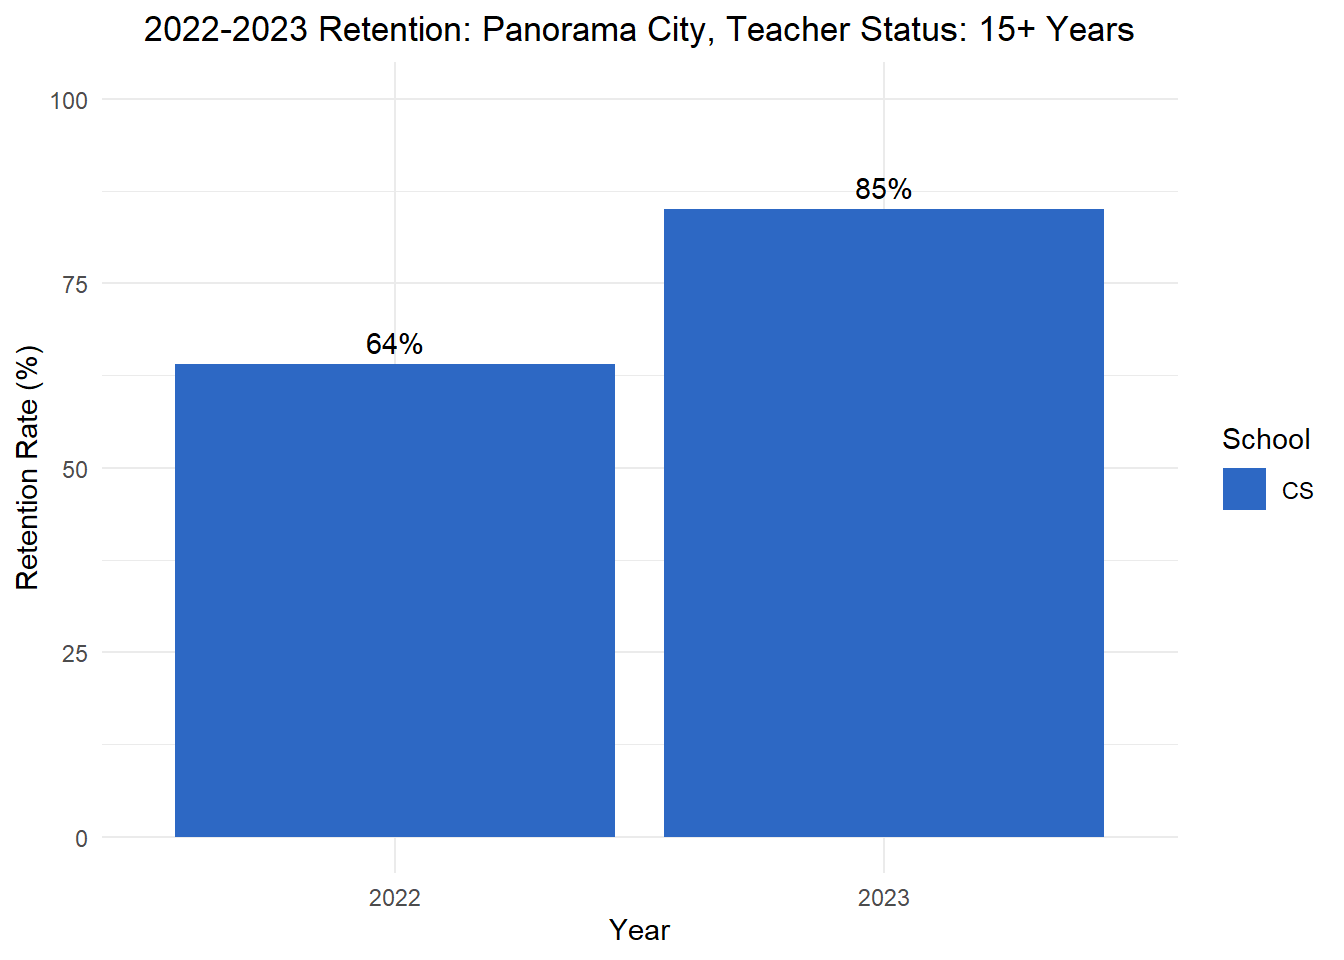 2022-2023 Retention: Panorama City, Teacher Status: 15+ Years
Retention Rate (%)
100
75
50
25
0
64%
85%
2022
2023
Year
School
CS